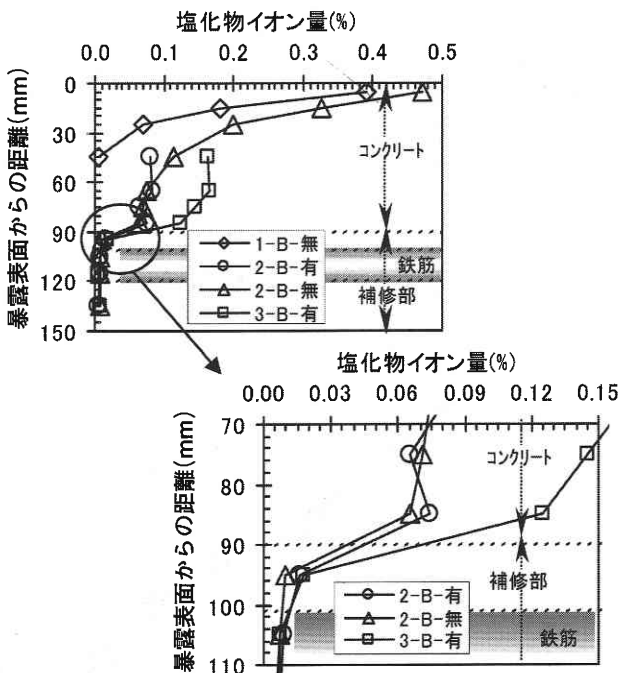 塩化物イオン量(%)
0.0 0.1 0.2 0.3 0.4 0.5
暴露表面からの距離(mm)
0
30
60
90
120
150
コンクリート
鉄筋
補修部
1-B-無
2-B-有
2-B-無
3-B-有
塩化物イオン量(%)
0.00 0.03 0.06 0.09 0.12 0.15
暴露表面からの距離(mm)
70
80
90
100
110
コンクリート
補修部
鉄筋
2-B-有
2-B-無
3-B-有